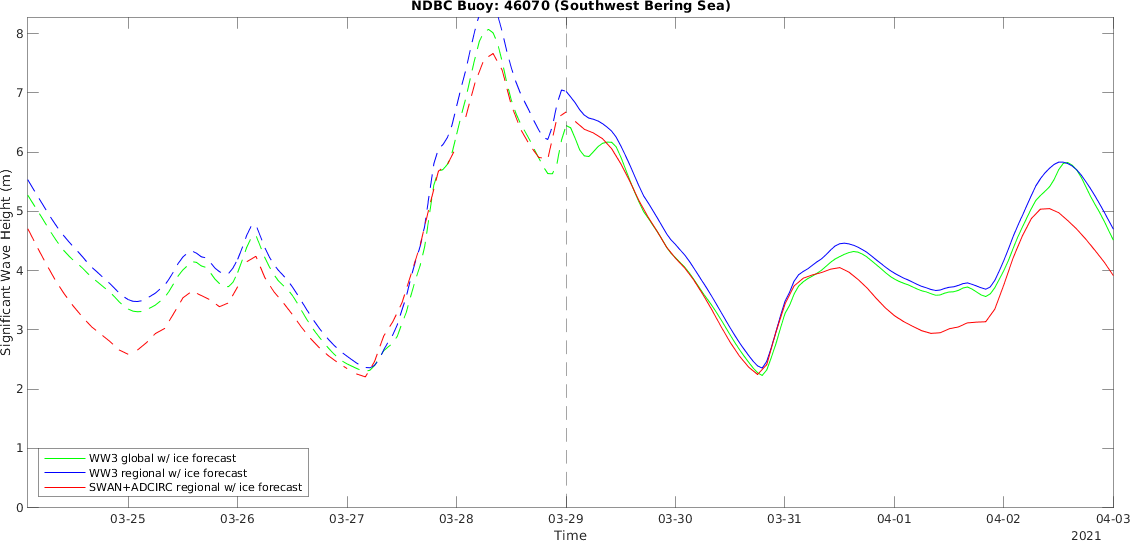 NDBC Buoy: 46070 (Southwest Bering Sea)
8
7
6
5
4
3
2
1
0
Significant Wave Height (m)
WW3 global w/ ice forecast
WW3 regional w/ ice forecast
SWAN+ADCIRC regional w/ ice forecast
03-25 03-26 03-27 03-28 03-29 03-30 03-31 04-01 04-02 04-03
Time
2021